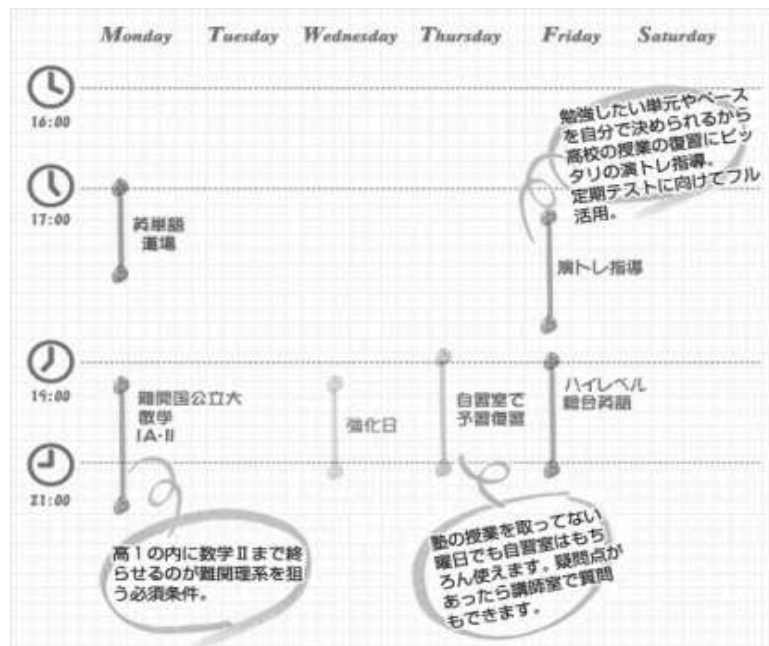 Monday Tuesday Wednesday Thursday Friday Saturday
16:00
勉強したい単元やペース
を自分で決められるから
高校の授業の復習にピッ
タリの演トレ指導。
定期テストに向けてフル
活用。
17:00
英単語
道場
演トレ指導
19:00
難関国公立大
数学
IA・II
強化日
自習室で
予習復習
ハイレベル
総合英語
21:00
高1の内に数学Ⅱまで終
らせるのが難関理系を狙
う必須条件。
塾の授業を取ってない
曜日でも自習室はもち
ろん使えます。疑問点が
あったら講師室で質問
もできます。